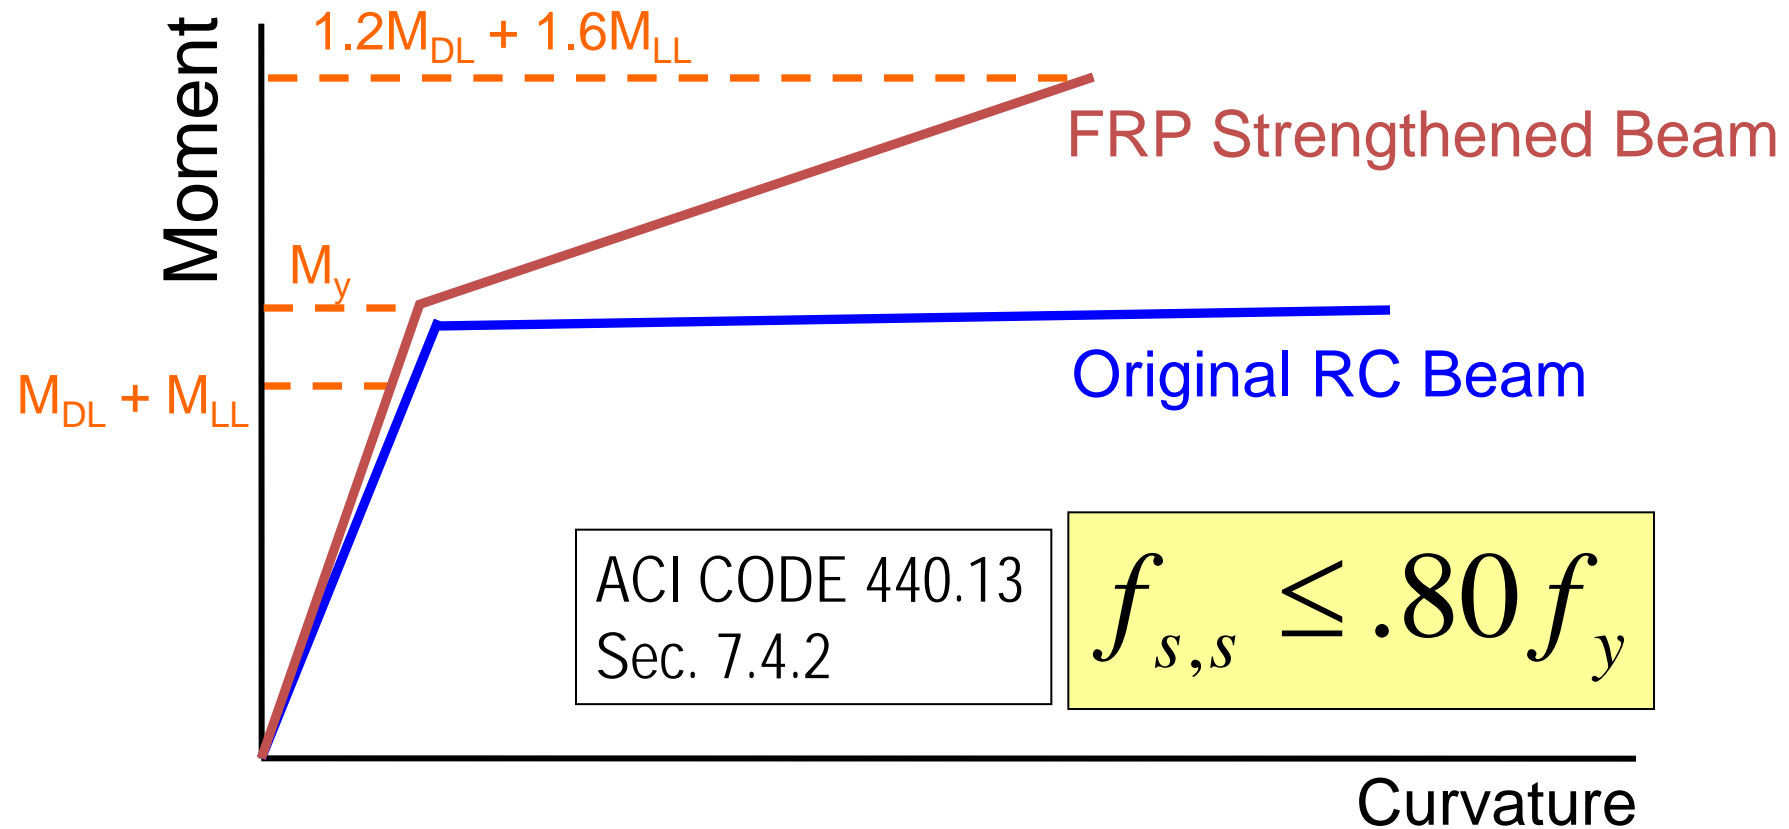 1.2M_DL + 1.6M_LL
Moment
FRP Strengthened Beam
M_y
M_DL + M_LL
Original RC Beam
ACI CODE 440.13
Sec. 7.4.2
f_s,s ≤ .80 f_y
Curvature